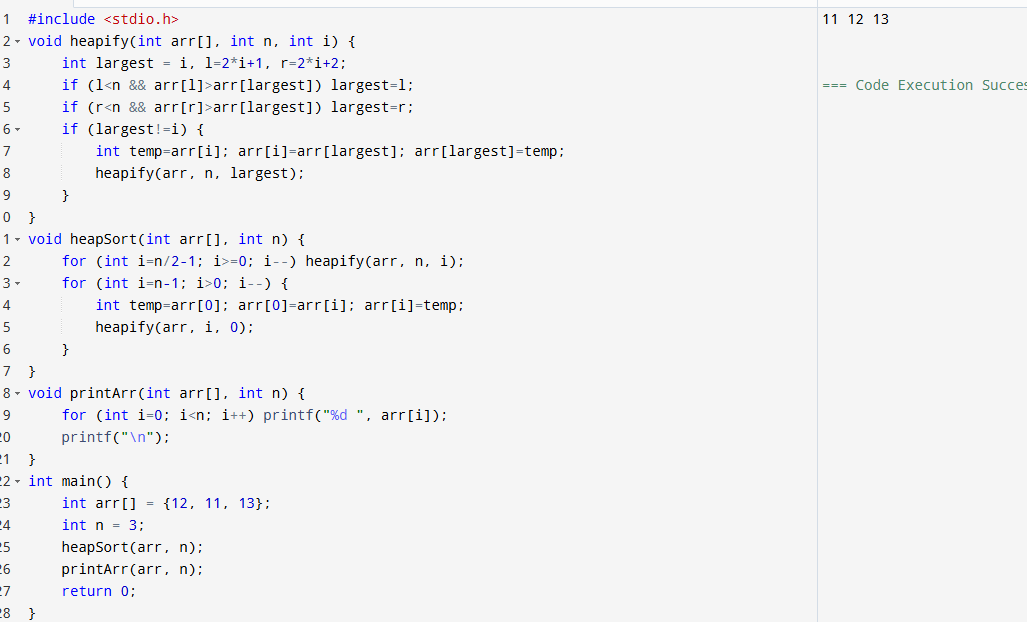 1 #include <stdio.h> 11 12 13
2 void heapify(int arr[], int n, int i) {
3 int largest = i, l=2*i+1, r=2*i+2;
4 if (l<n && arr[l]>arr[largest]) largest=l; === Code Execution Succes
5 if (r<n && arr[r]>arr[largest]) largest=r;
6 if (largest!=i) {
7 int temp=arr[i]; arr[i]=arr[largest]; arr[largest]=temp;
8 heapify(arr, n, largest);
9 }
0 }
1 void heapSort(int arr[], int n) {
2 for (int i=n/2-1; i>=0; i--) heapify(arr, n, i);
3 for (int i=n-1; i>0; i--) {
4 int temp=arr[0]; arr[0]=arr[i]; arr[i]=temp;
5 heapify(arr, i, 0);
6 }
7 }
8 void printArr(int arr[], int n) {
9 for (int i=0; i<n; i++) printf("%d ", arr[i]);
20 printf("\n");
21 }
22 int main() {
23 int arr[] = {12, 11, 13};
24 int n = 3;
25 heapSort(arr, n);
26 printArr(arr, n);
27 return 0;
28 }